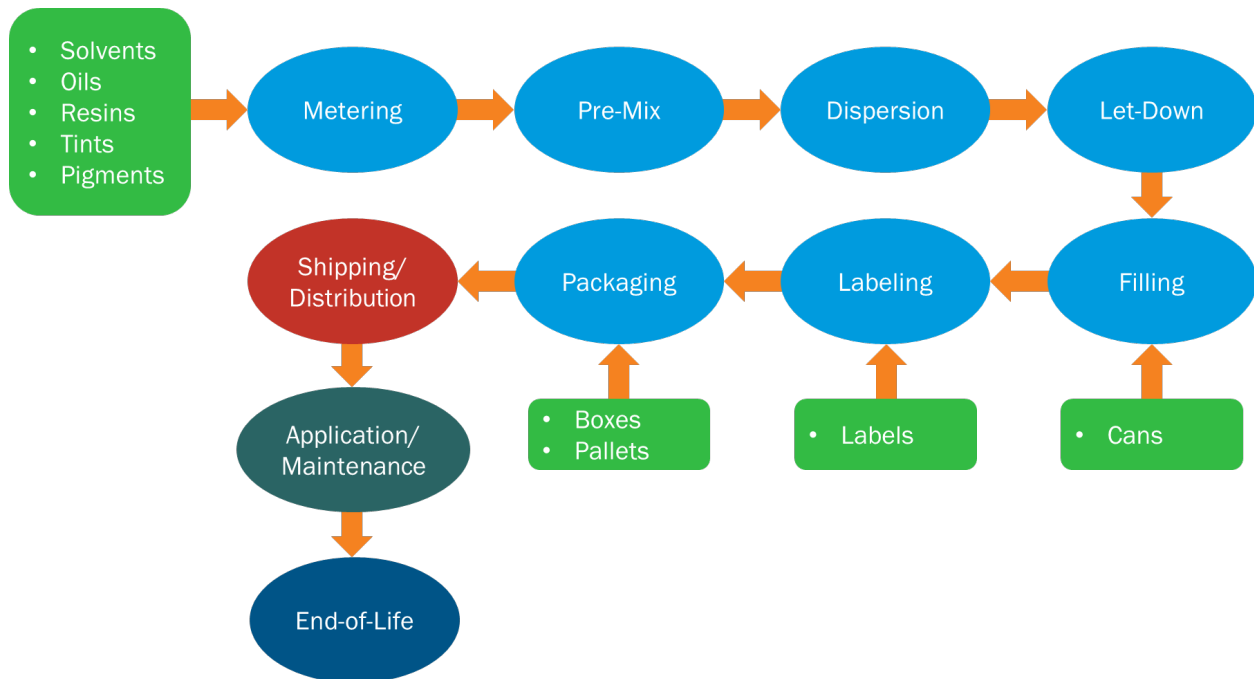 • Solvents
• Oils
• Resins
• Tints
• Pigments
Metering
Pre-Mix
Dispersion
Let-Down
Shipping/
Distribution
Packaging
Labeling
Filling
Application/
Maintenance
• Boxes
• Pallets
• Labels
• Cans
End-of-Life